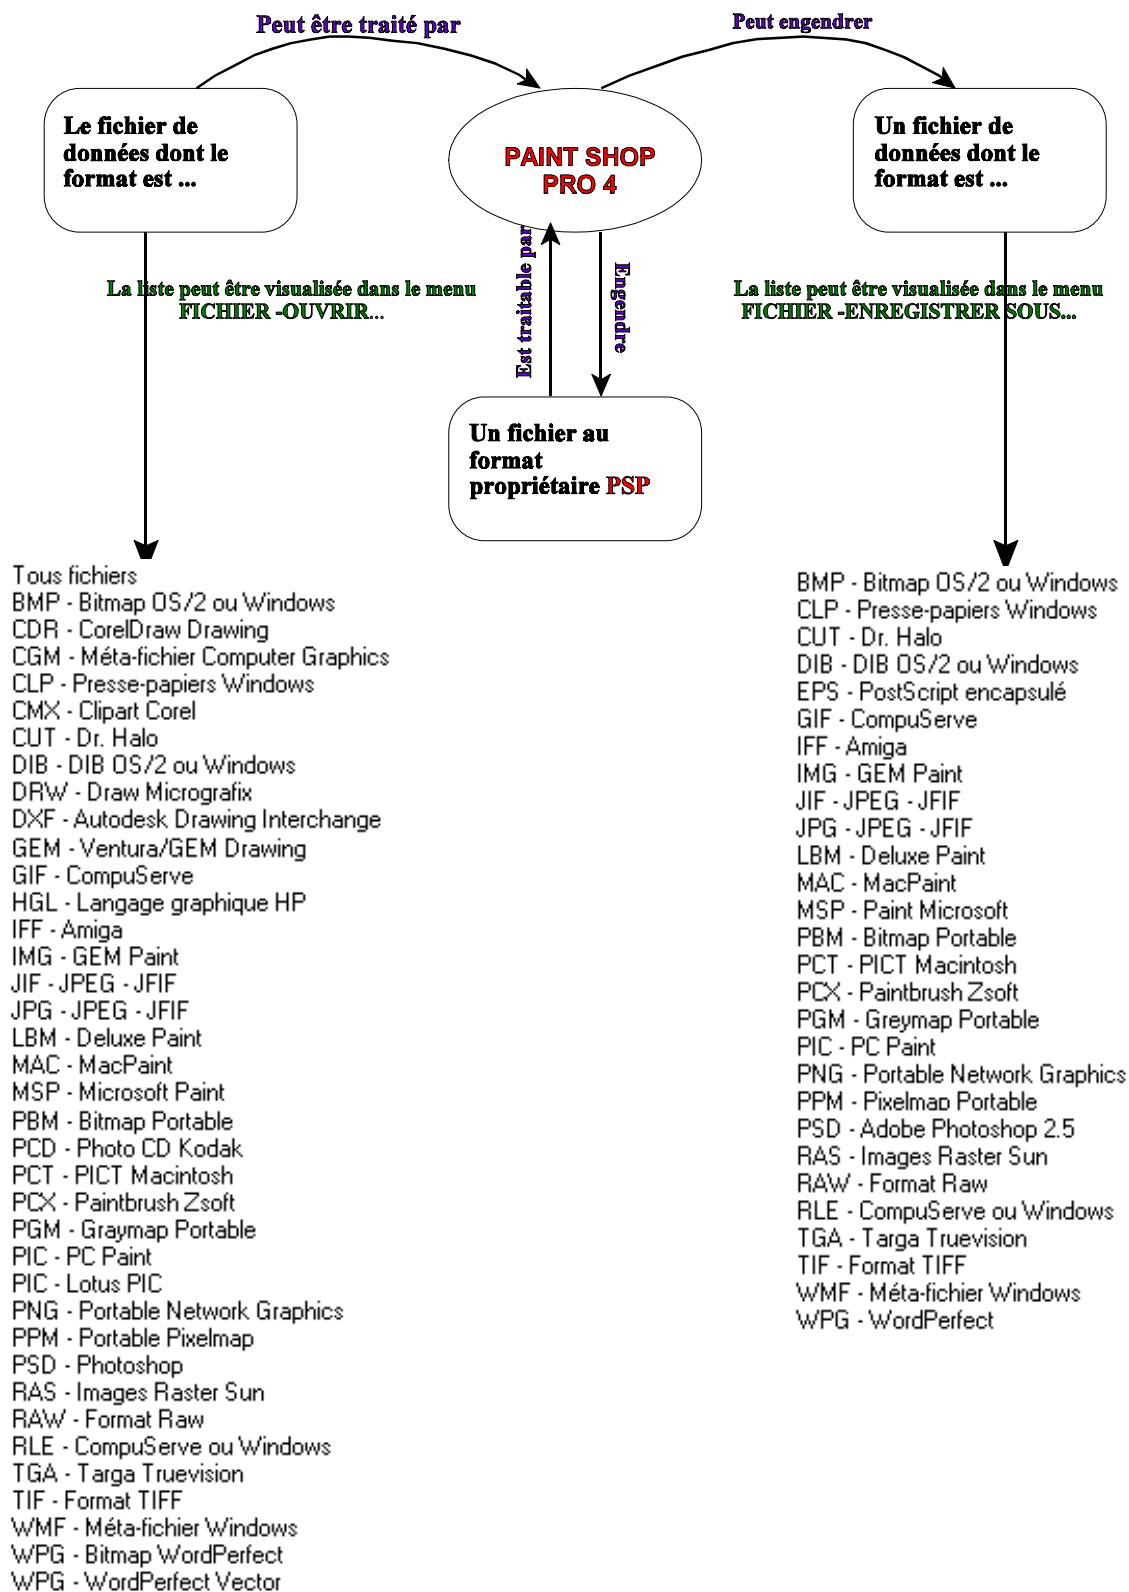 Peut être traité par
Peut engendrer
Le fichier de
données dont le
format est ...
PAINT SHOP
PRO 4
Un fichier de
données dont le
format est ...
La liste peut être visualisée dans le menu
FICHIER -OUVRIR...
Est traitable par
Engendre
La liste peut être visualisée dans le menu
FICHIER -ENREGISTRER SOUS...
Un fichier au
format
propriétaire PSP
Tous fichiers
BMP - Bitmap OS/2 ou Windows
CDR - CorelDraw Drawing
CGM - Méta-fichier Computer Graphics
CLP - Presse-papiers Windows
CMX - Clipart Corel
CUT - Dr. Halo
DIB - DIB OS/2 ou Windows
DRW - Draw Micrografix
DXF - Autodesk Drawing Interchange
GEM - Ventura/GEM Drawing
GIF - CompuServe
HGL - Langage graphique HP
IFF - Amiga
IMG - GEM Paint
JIF - JPEG - JFIF
JPG - JPEG - JFIF
LBM - Deluxe Paint
MAC - MacPaint
MSP - Microsoft Paint
PBM - Bitmap Portable
PCD - Photo CD Kodak
PCT - PICT Macintosh
PCX - Paintbrush Zsoft
PGM - Graymap Portable
PIC - PC Paint
PIC - Lotus PIC
PNG - Portable Network Graphics
PPM - Portable Pixelmap
PSD - Photoshop
RAS - Images Raster Sun
RAW - Format Raw
RLE - CompuServe ou Windows
TGA - Targa Truevision
TIF - Format TIFF
WMF - Méta-fichier Windows
WPG - Bitmap WordPerfect
WPG - WordPerfect Vector
BMP - Bitmap OS/2 ou Windows
CLP - Presse-papiers Windows
CUT - Dr. Halo
DIB - DIB OS/2 ou Windows
EPS - PostScript encapsulé
GIF - CompuServe
IFF - Amiga
IMG - GEM Paint
JIF - JPEG - JFIF
JPG - JPEG - JFIF
LBM - Deluxe Paint
MAC - MacPaint
MSP - Paint Microsoft
PBM - Bitmap Portable
PCT - PICT Macintosh
PCX - Paintbrush Zsoft
PGM - Greymap Portable
PIC - PC Paint
PNG - Portable Network Graphics
PPM - Pixelmap Portable
PSD - Adobe Photoshop 2.5
RAS - Images Raster Sun
RAW - Format Raw
RLE - CompuServe ou Windows
TGA - Targa Truevision
TIF - Format TIFF
WMF - Méta-fichier Windows
WPG - WordPerfect